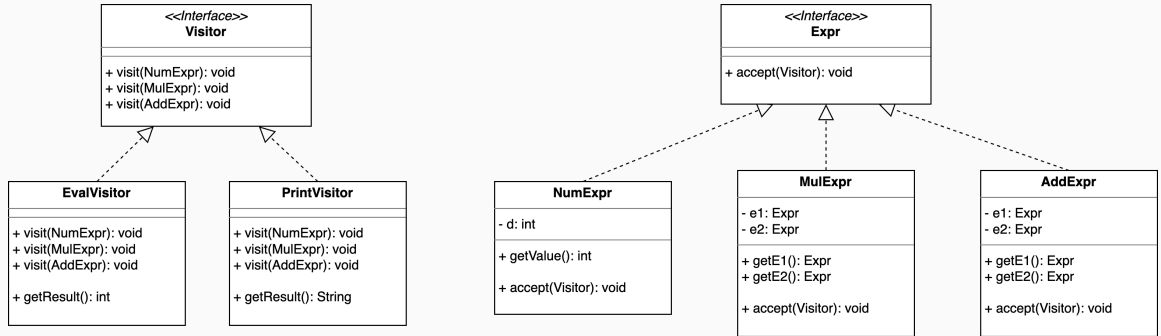 <<Interface>>
Visitor
+ visit(NumExpr): void
+ visit(MulExpr): void
+ visit(AddExpr): void
<<Interface>>
Expr
+ accept(Visitor): void
EvalVisitor
+ visit(NumExpr): void
+ visit(MulExpr): void
+ visit(AddExpr): void
+ getResult(): int
PrintVisitor
+ visit(NumExpr): void
+ visit(MulExpr): void
+ visit(AddExpr): void
+ getResult(): String
NumExpr
- d: int
+ getValue(): int
+ accept(Visitor): void
MulExpr
- e1: Expr
- e2: Expr
+ getE1(): Expr
+ getE2(): Expr
+ accept(Visitor): void
AddExpr
- e1: Expr
- e2: Expr
+ getE1(): Expr
+ getE2(): Expr
+ accept(Visitor): void